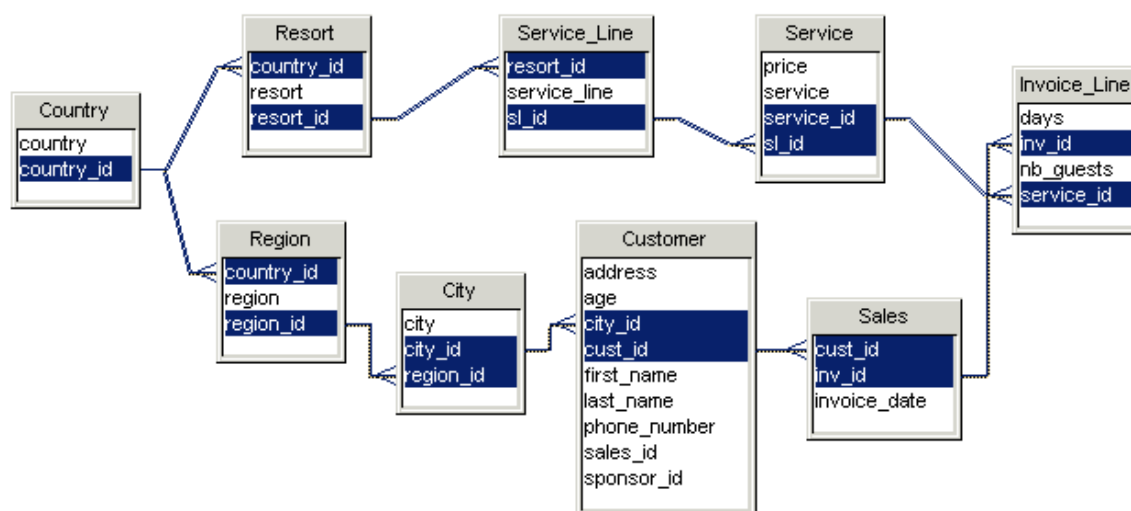 Country
country
country_id
Resort
country_id
resort
resort_id
Service_Line
resort_id
service_line
sl_id
Service
price
service
service_id
sl_id
Invoice_Line
days
inv_id
nb_guests
service_id
Region
country_id
region
region_id
City
city
city_id
region_id
Customer
address
age
city_id
cust_id
first_name
last_name
phone_number
sales_id
sponsor_id
Sales
cust_id
inv_id
invoice_date